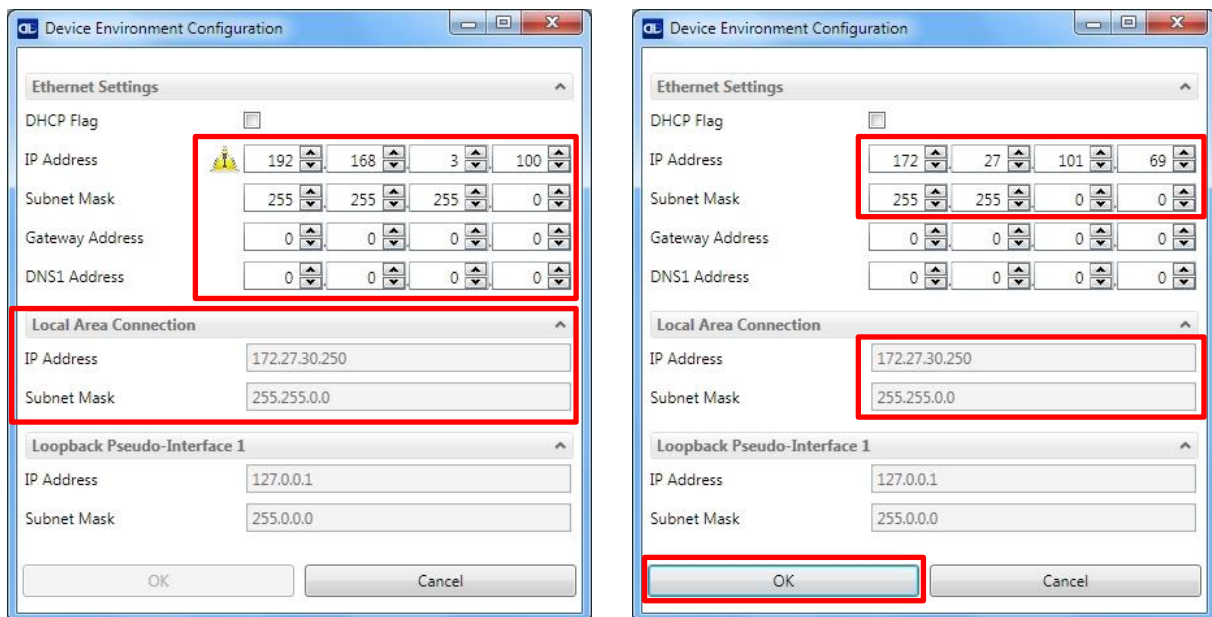 Device Environment Configuration
Ethernet Settings
DHCP Flag
IP Address 192 . 168 . 3 . 100
Subnet Mask 255 . 255 . 255 . 0
Gateway Address 0 . 0 . 0 . 0
DNS1 Address 0 . 0 . 0 . 0
Local Area Connection
IP Address 172.27.30.250
Subnet Mask 255.255.0.0
Loopback Pseudo-Interface 1
IP Address 127.0.0.1
Subnet Mask 255.0.0.0
OK Cancel
Device Environment Configuration
Ethernet Settings
DHCP Flag
IP Address 172 . 27 . 101 . 69
Subnet Mask 255 . 255 . 0 . 0
Gateway Address 0 . 0 . 0 . 0
DNS1 Address 0 . 0 . 0 . 0
Local Area Connection
IP Address 172.27.30.250
Subnet Mask 255.255.0.0
Loopback Pseudo-Interface 1
IP Address 127.0.0.1
Subnet Mask 255.0.0.0
OK Cancel